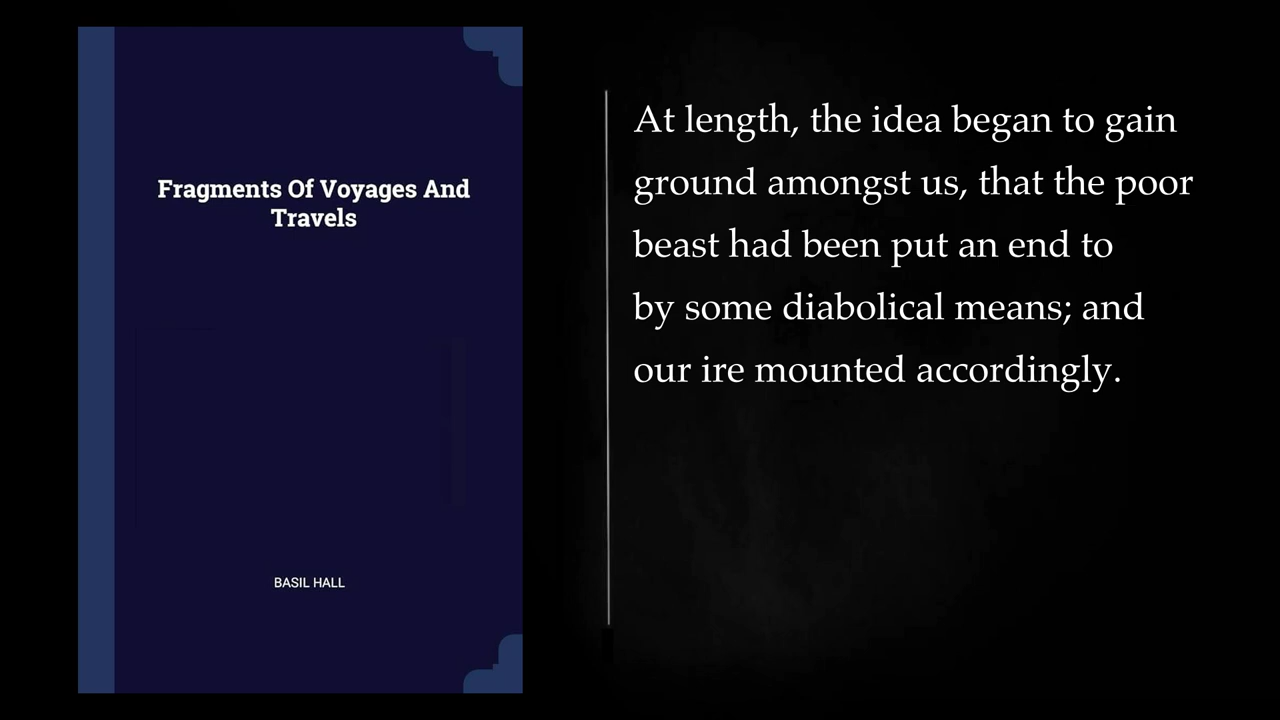 Fragments Of Voyages And
Travels
BASIL HALL
At length, the idea began to gain
ground amongst us, that the poor
beast had been put an end to
by some diabolical means; and
our ire mounted accordingly.